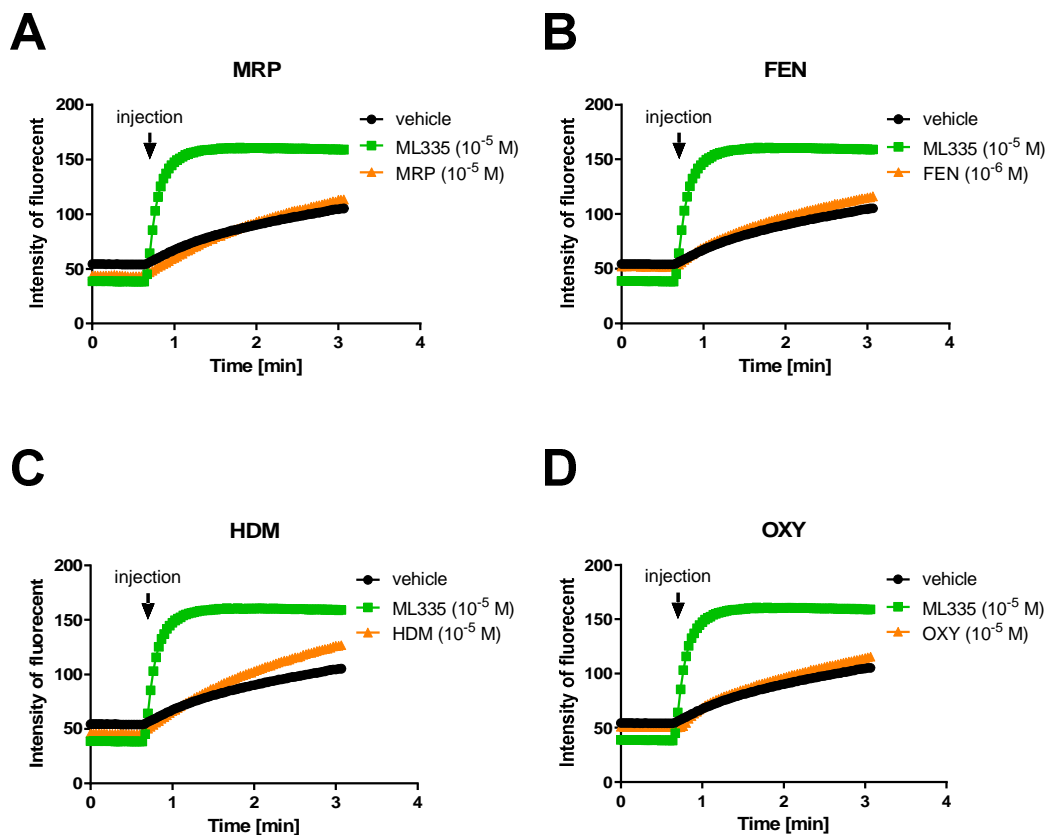 A
MRP
injection
vehicle
ML335 (10⁻⁵ M)
MRP (10⁻⁵ M)
Intensity of fluorecent
200
150
100
50
0
0 1 2 3 4
Time [min]
B
FEN
injection
vehicle
ML335 (10⁻⁵ M)
FEN (10⁻⁶ M)
Intensity of fluorecent
200
150
100
50
0
0 1 2 3 4
Time [min]
C
HDM
injection
vehicle
ML335 (10⁻⁵ M)
HDM (10⁻⁵ M)
Intensity of fluorecent
200
150
100
50
0
0 1 2 3 4
Time [min]
D
OXY
injection
vehicle
ML335 (10⁻⁵ M)
OXY (10⁻⁵ M)
Intensity of fluorecent
200
150
100
50
0
0 1 2 3 4
Time [min]